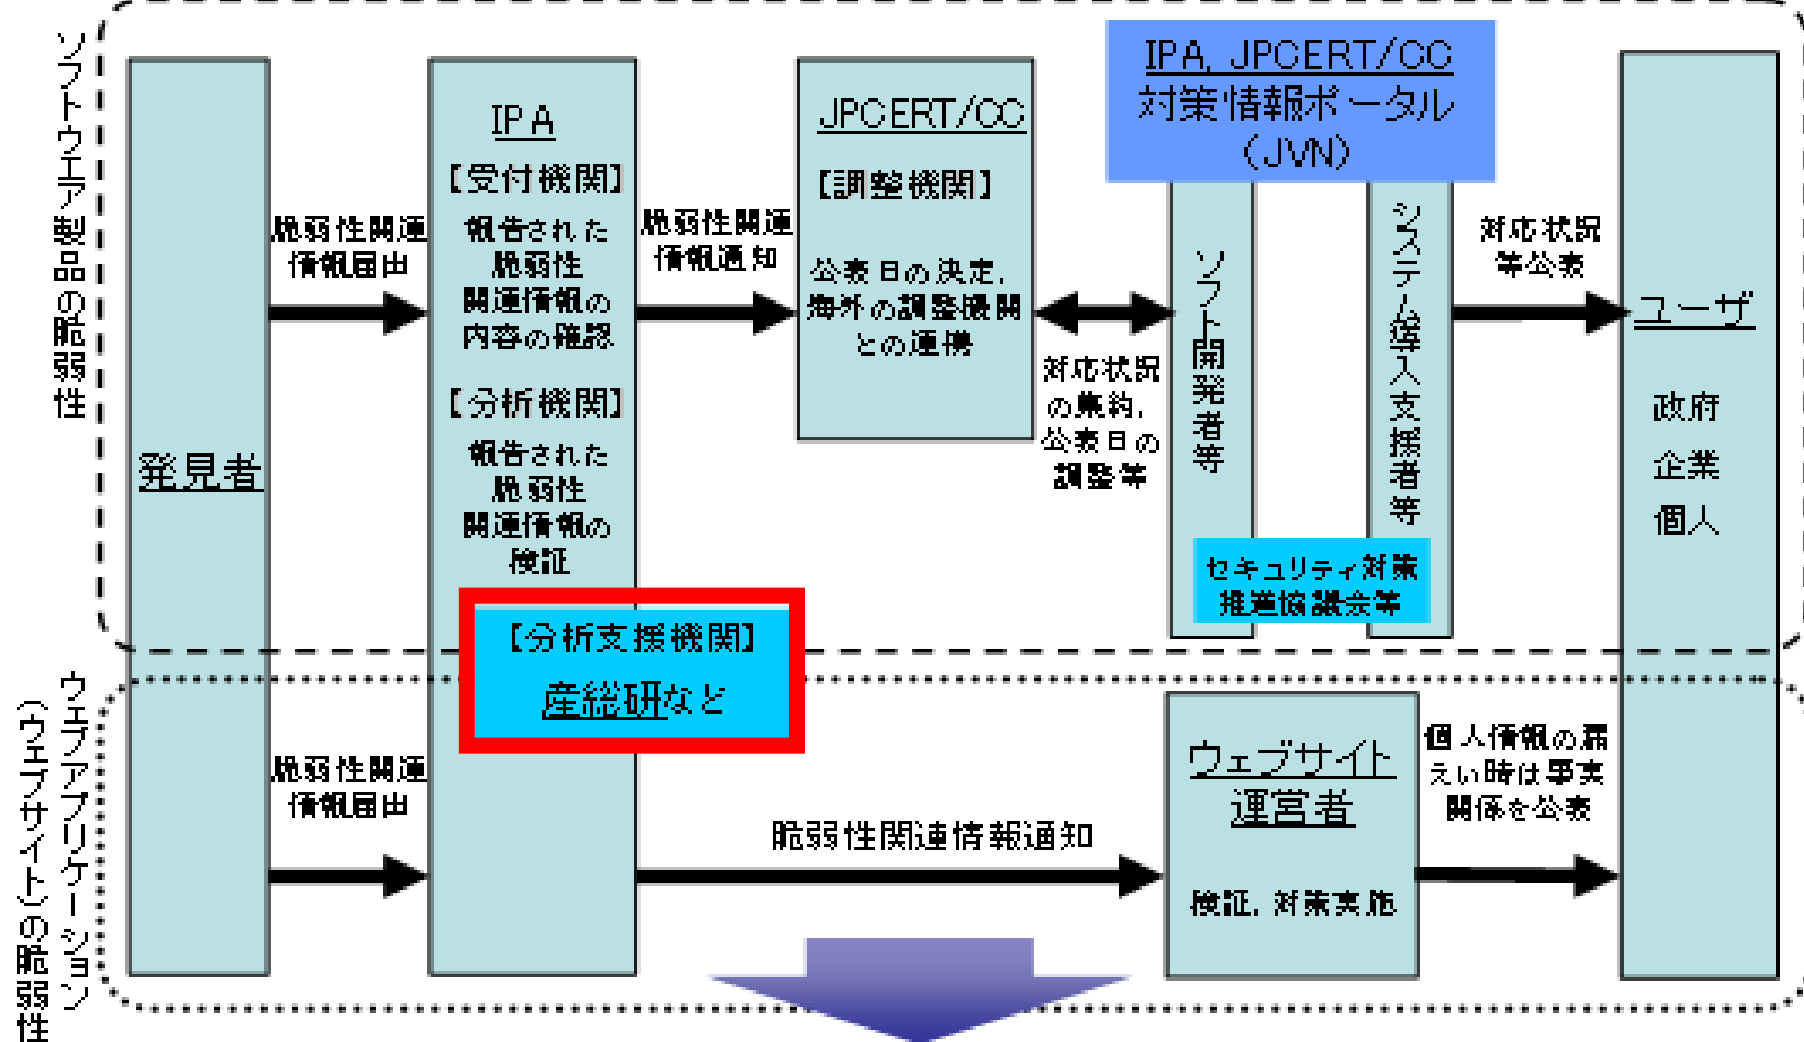 ソフトウエア製品の脆弱性
発見者
脆弱性関連
情報届出
IPA
【受付機関】
報告された
脆弱性
関連情報の
内容の確認
【分析機関】
報告された
脆弱性
関連情報の
検証
【分析支援機関】
産総研など
脆弱性関連
情報通知
JPCERT/CC
【調整機関】
公表日の決定,
海外の調整機関
との連携
対応状況
の集約,
公表日の
調整等
IPA, JPCERT/CC
対策情報ポータル
(JVN)
ソフト開発者等
システム導入支援者等
セキュリティ対策
推進協議会等
対応状況
等公表
ユーザ
政府
企業
個人
ウェブアプリケーション
(ウェブサイト)の脆弱性
脆弱性関連
情報届出
脆弱性関連情報通知
ウェブサイト
運営者
検証, 対策実施
個人情報の漏
えい時は事実
関係を公表